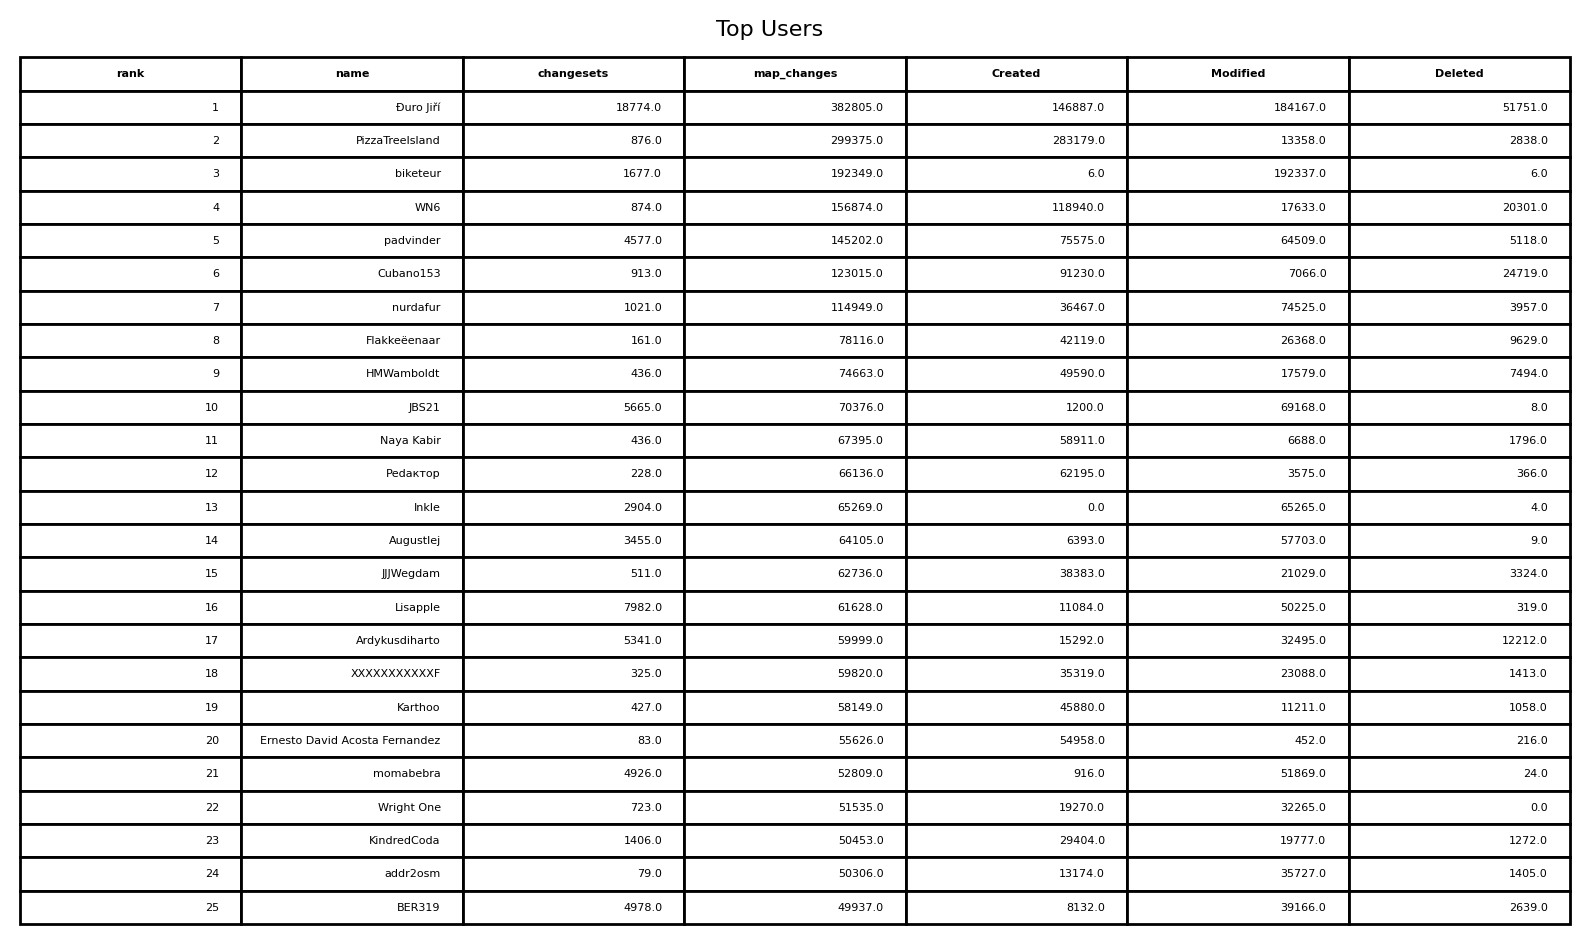 Top Users
rank name changesets map_changes Created Modified Deleted
1 Ðuro Jiří 18774.0 382805.0 146887.0 184167.0 51751.0
2 PizzaTreeIsland 876.0 299375.0 283179.0 13358.0 2838.0
3 biketeur 1677.0 192349.0 6.0 192337.0 6.0
4 WN6 874.0 156874.0 118940.0 17633.0 20301.0
5 padvinder 4577.0 145202.0 75575.0 64509.0 5118.0
6 Cubano153 913.0 123015.0 91230.0 7066.0 24719.0
7 nurdafur 1021.0 114949.0 36467.0 74525.0 3957.0
8 Flakkeëenaar 161.0 78116.0 42119.0 26368.0 9629.0
9 HMWamboldt 436.0 74663.0 49590.0 17579.0 7494.0
10 JBS21 5665.0 70376.0 1200.0 69168.0 8.0
11 Naya Kabir 436.0 67395.0 58911.0 6688.0 1796.0
12 Редактор 228.0 66136.0 62195.0 3575.0 366.0
13 Inkle 2904.0 65269.0 0.0 65265.0 4.0
14 Augustlej 3455.0 64105.0 6393.0 57703.0 9.0
15 JJJWegdam 511.0 62736.0 38383.0 21029.0 3324.0
16 Lisapple 7982.0 61628.0 11084.0 50225.0 319.0
17 Ardykusdiharto 5341.0 59999.0 15292.0 32495.0 12212.0
18 XXXXXXXXXXXF 325.0 59820.0 35319.0 23088.0 1413.0
19 Karthoo 427.0 58149.0 45880.0 11211.0 1058.0
20 Ernesto David Acosta Fernandez 83.0 55626.0 54958.0 452.0 216.0
21 momabebra 4926.0 52809.0 916.0 51869.0 24.0
22 Wright One 723.0 51535.0 19270.0 32265.0 0.0
23 KindredCoda 1406.0 50453.0 29404.0 19777.0 1272.0
24 addr2osm 79.0 50306.0 13174.0 35727.0 1405.0
25 BER319 4978.0 49937.0 8132.0 39166.0 2639.0